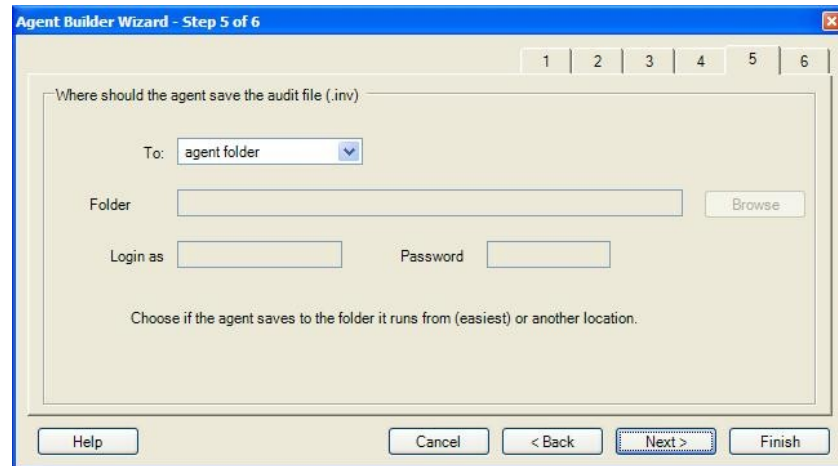 Agent Builder Wizard - Step 5 of 6
1 2 3 4 5 6
Where should the agent save the audit file (.inv)
To: agent folder
Folder Browse
Login as Password
Choose if the agent saves to the folder it runs from (easiest) or another location.
Help Cancel < Back Next > Finish